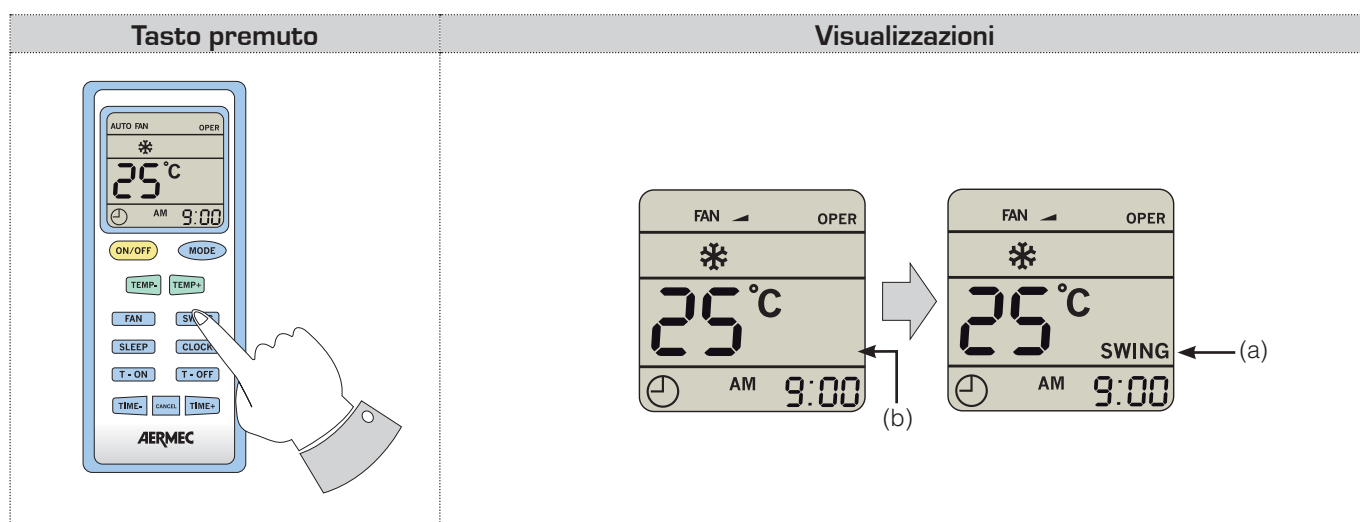 Tasto premuto
Visualizzazioni
AUTO FAN OPER
25°C
AM 9:00
ON/OFF MODE
TEMP- TEMP+
FAN
SLEEP CLOCK
T - ON T - OFF
TIME- CANCEL TIME+
AERMEC
FAN OPER
25°C
AM 9:00
(b)
FAN OPER
25°C
SWING
AM 9:00
(a)